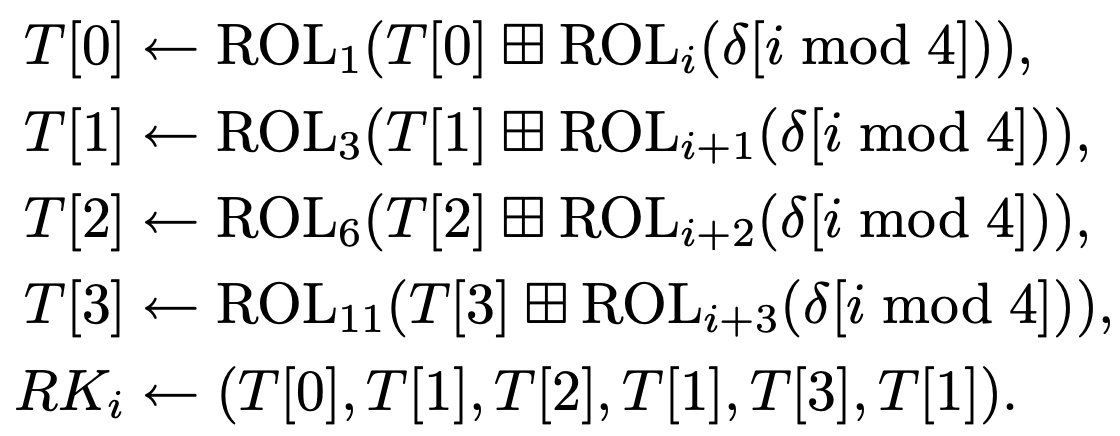 T[0] ← ROL₁(T[0] ⊞ ROLᵢ(δ[i mod 4])),
T[1] ← ROL₃(T[1] ⊞ ROLᵢ₊₁(δ[i mod 4])),
T[2] ← ROL₆(T[2] ⊞ ROLᵢ₊₂(δ[i mod 4])),
T[3] ← ROL₁₁(T[3] ⊞ ROLᵢ₊₃(δ[i mod 4])),
RKᵢ ← (T[0], T[1], T[2], T[1], T[3], T[1]).